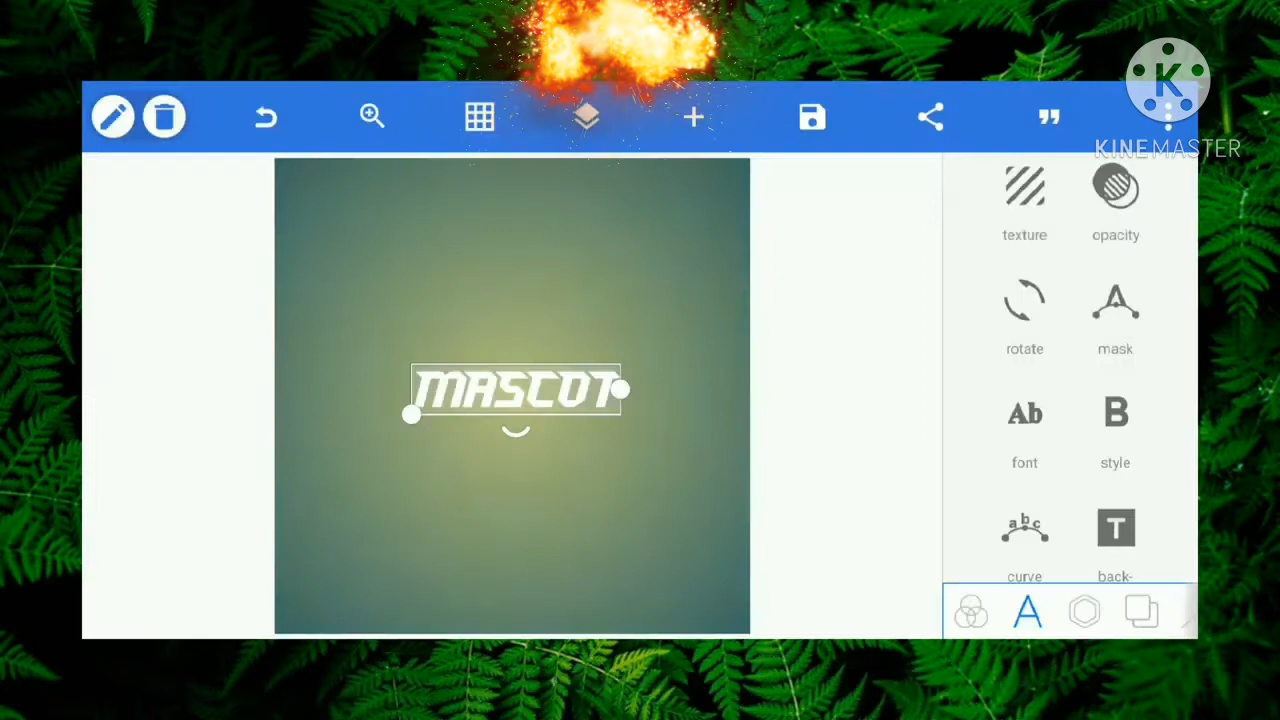 K
KINEMASTER
texture opacity
rotate mask
MASCOT
Ab B
font style
abc T
curve back-
A